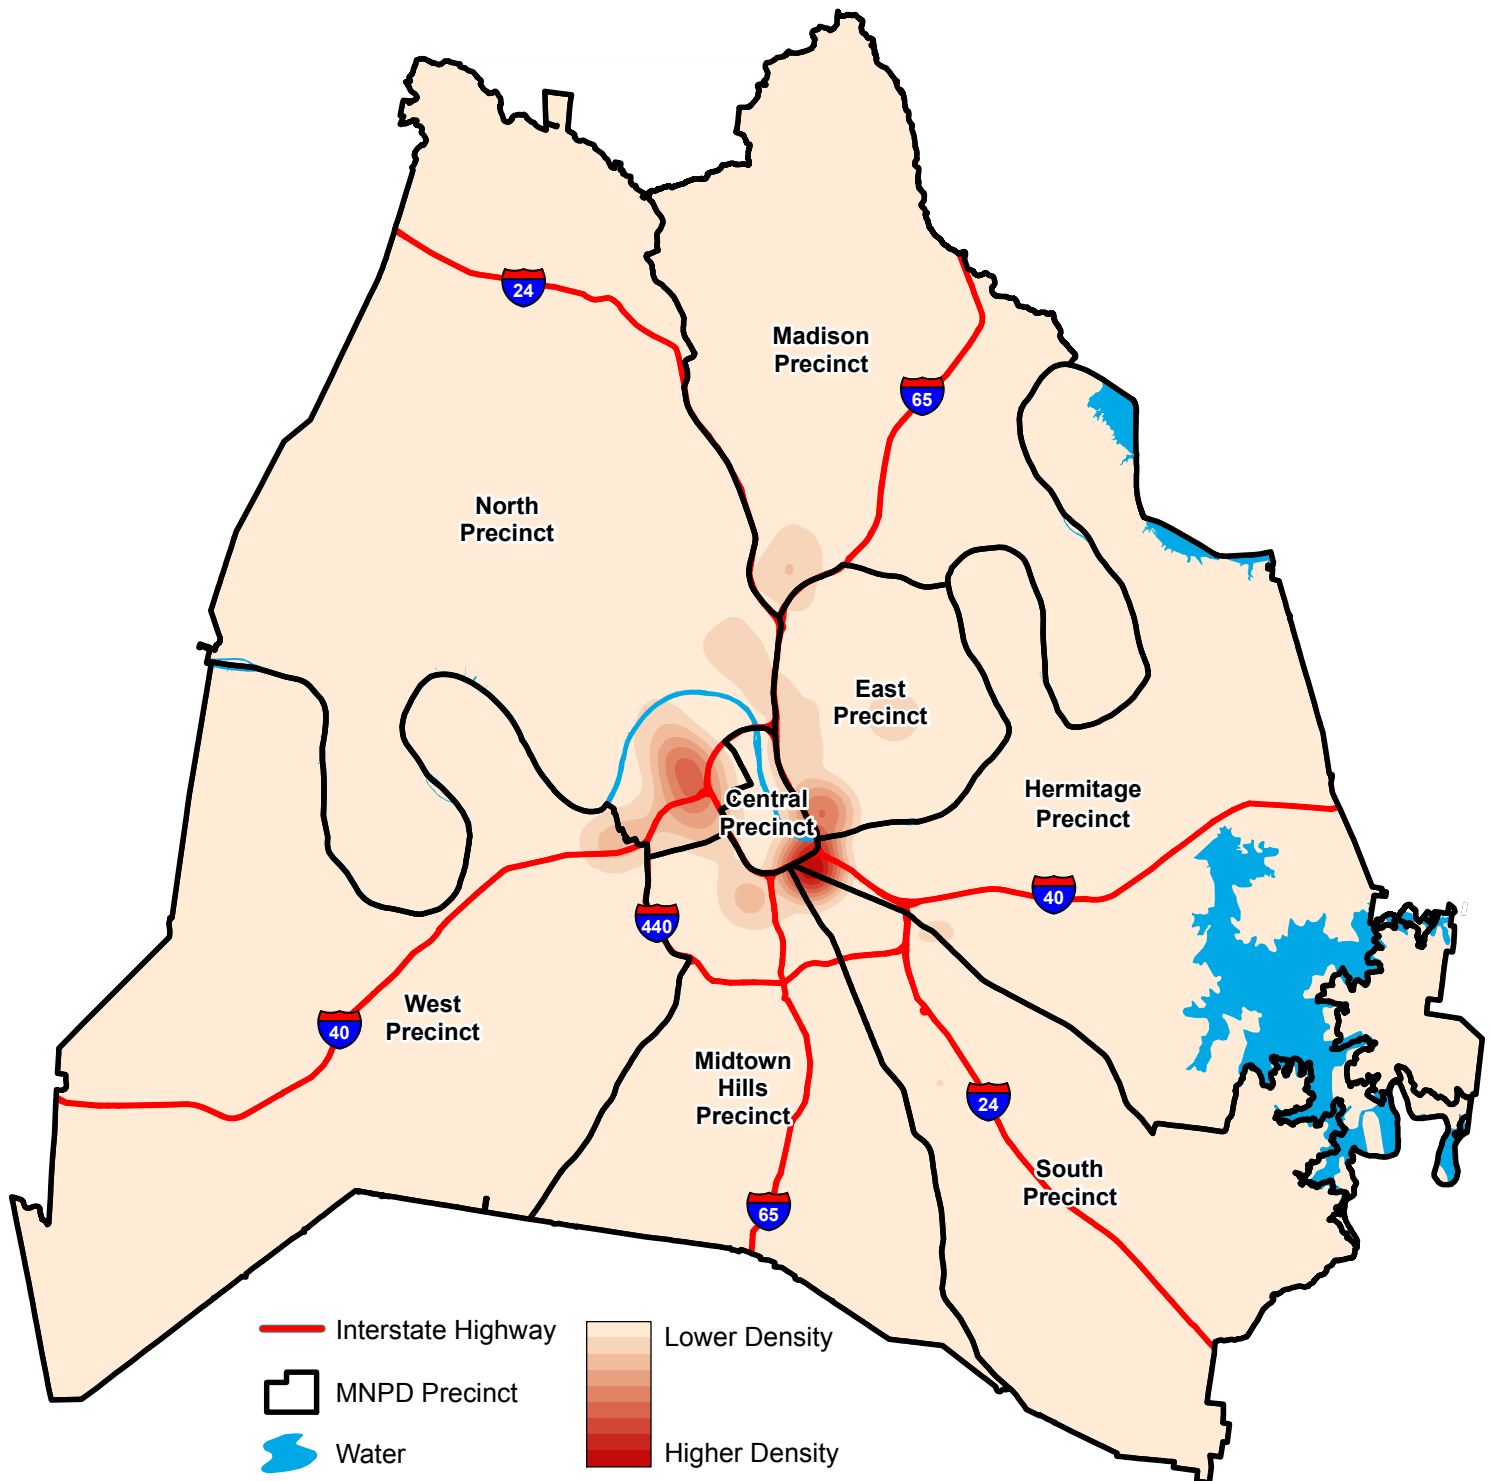 24
Madison
Precinct
65
North
Precinct
East
Precinct
Hermitage
Precinct
Central
Precinct
40
440
West
Precinct
40
Midtown
Hills
Precinct
24
South
Precinct
65
Interstate Highway
MNPD Precinct
Water
Lower Density
Higher Density